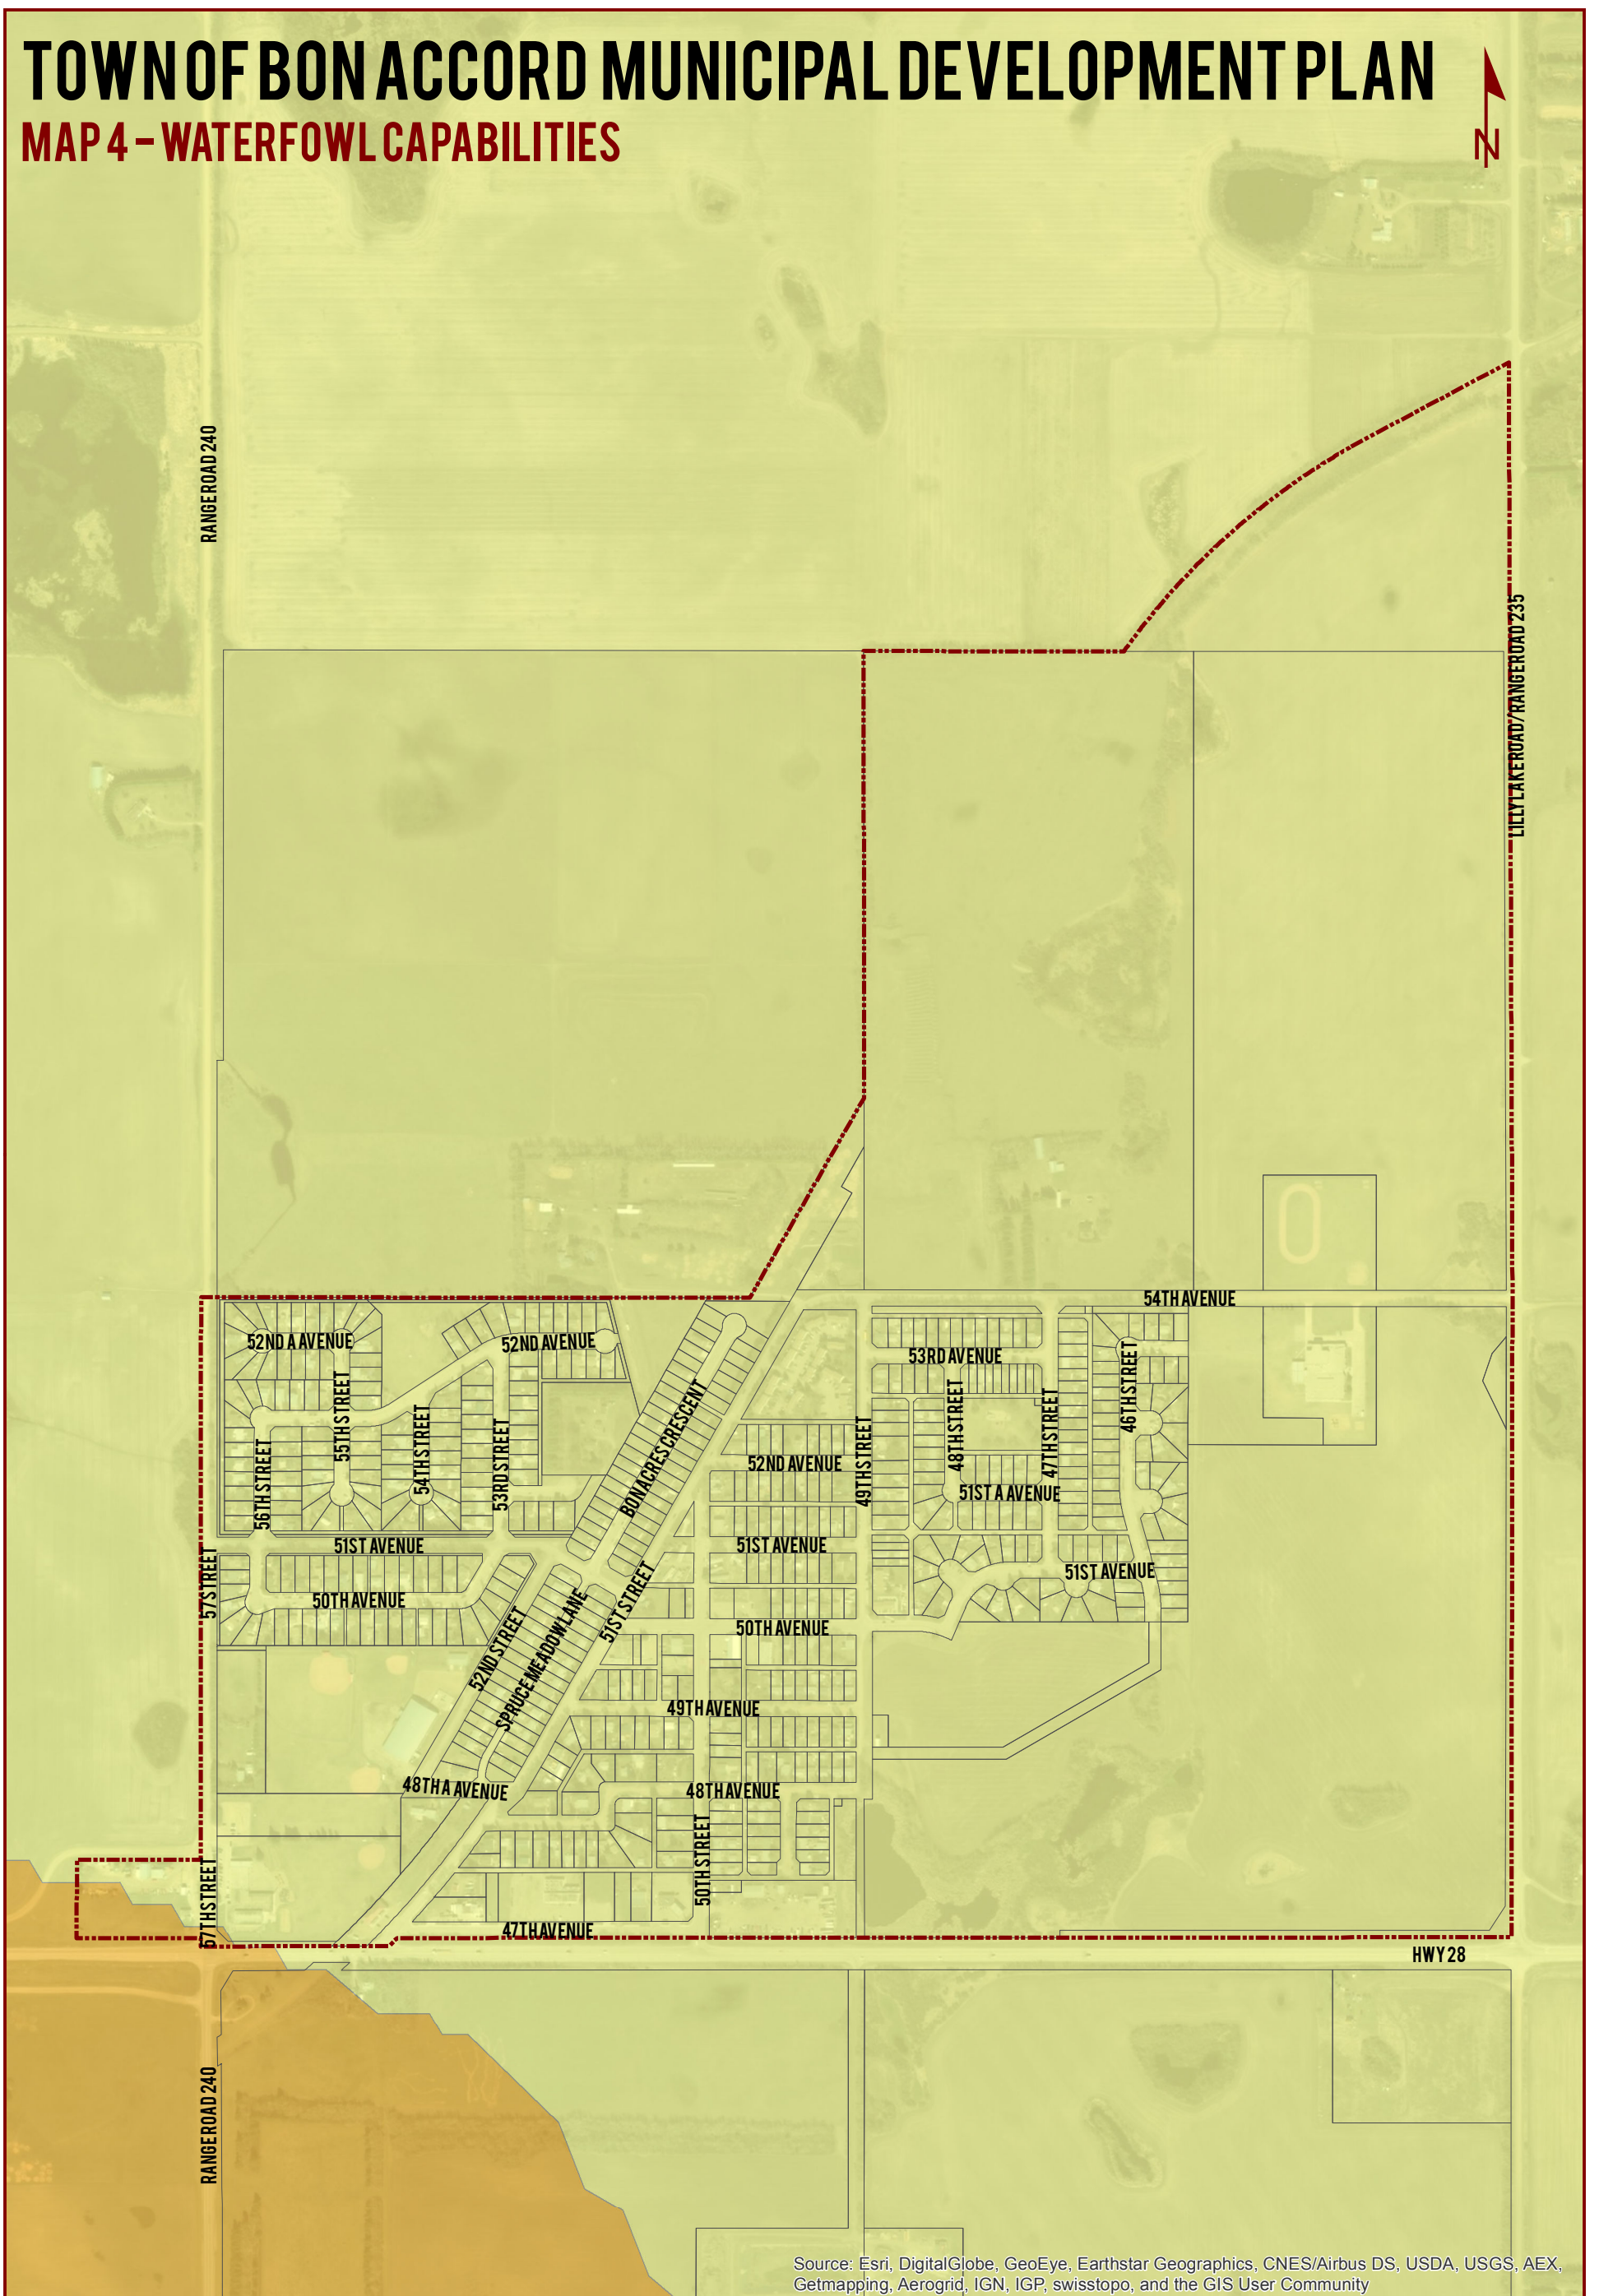 TOWN OF BON ACCORD MUNICIPAL DEVELOPMENT PLAN
MAP 4 - WATERFOWL CAPABILITIES
N
RANGE ROAD 240
LILLY LAKE ROAD/RANGE ROAD 235
54TH AVENUE
52ND A AVENUE
52ND AVENUE
53RD AVENUE
55TH STREET
54TH STREET
56TH STREET
53RD STREET
BON ACRES CRESCENT
52ND AVENUE
49TH STREET
48TH STREET
47TH STREET
46TH STREET
51ST A AVENUE
51ST AVENUE
51ST AVENUE
51ST AVENUE
57 STREET
50TH AVENUE
52ND STREET
SPRUCE MEADOW LANE
51ST STREET
50TH AVENUE
49TH AVENUE
48TH A AVENUE
48TH AVENUE
50TH STREET
57TH STREET
47TH AVENUE
HWY 28
RANGE ROAD 240
Source: Esri, DigitalGlobe, GeoEye, Earthstar Geographics, CNES/Airbus DS, USDA, USGS, AEX,
Getmapping, Aerogrid, IGN, IGP, swisstopo, and the GIS User Community